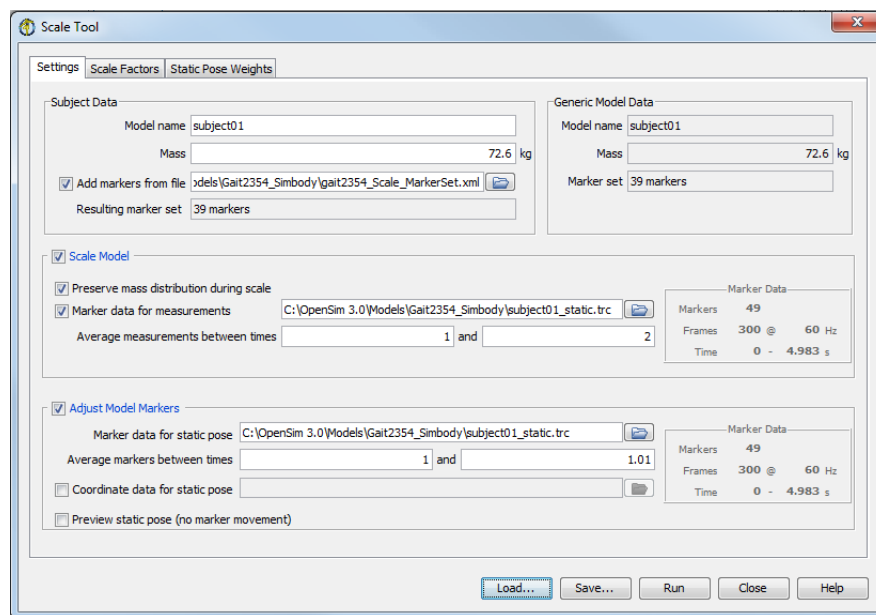 Scale Tool
Settings Scale Factors Static Pose Weights
Subject Data
Model name subject01
Mass 72.6 kg
Add markers from file odels\Gait2354_Simbody\gait2354_Scale_MarkerSet.xml
Resulting marker set 39 markers
Generic Model Data
Model name subject01
Mass 72.6 kg
Marker set 39 markers
Scale Model
Preserve mass distribution during scale
Marker data for measurements C:\OpenSim 3.0\Models\Gait2354_Simbody\subject01_static.trc
Average measurements between times 1 and 2
Marker Data
Markers 49
Frames 300 @ 60 Hz
Time 0 - 4.983 s
Adjust Model Markers
Marker data for static pose C:\OpenSim 3.0\Models\Gait2354_Simbody\subject01_static.trc
Average markers between times 1 and 1.01
Coordinate data for static pose
Preview static pose (no marker movement)
Marker Data
Markers 49
Frames 300 @ 60 Hz
Time 0 - 4.983 s
Load... Save... Run Close Help